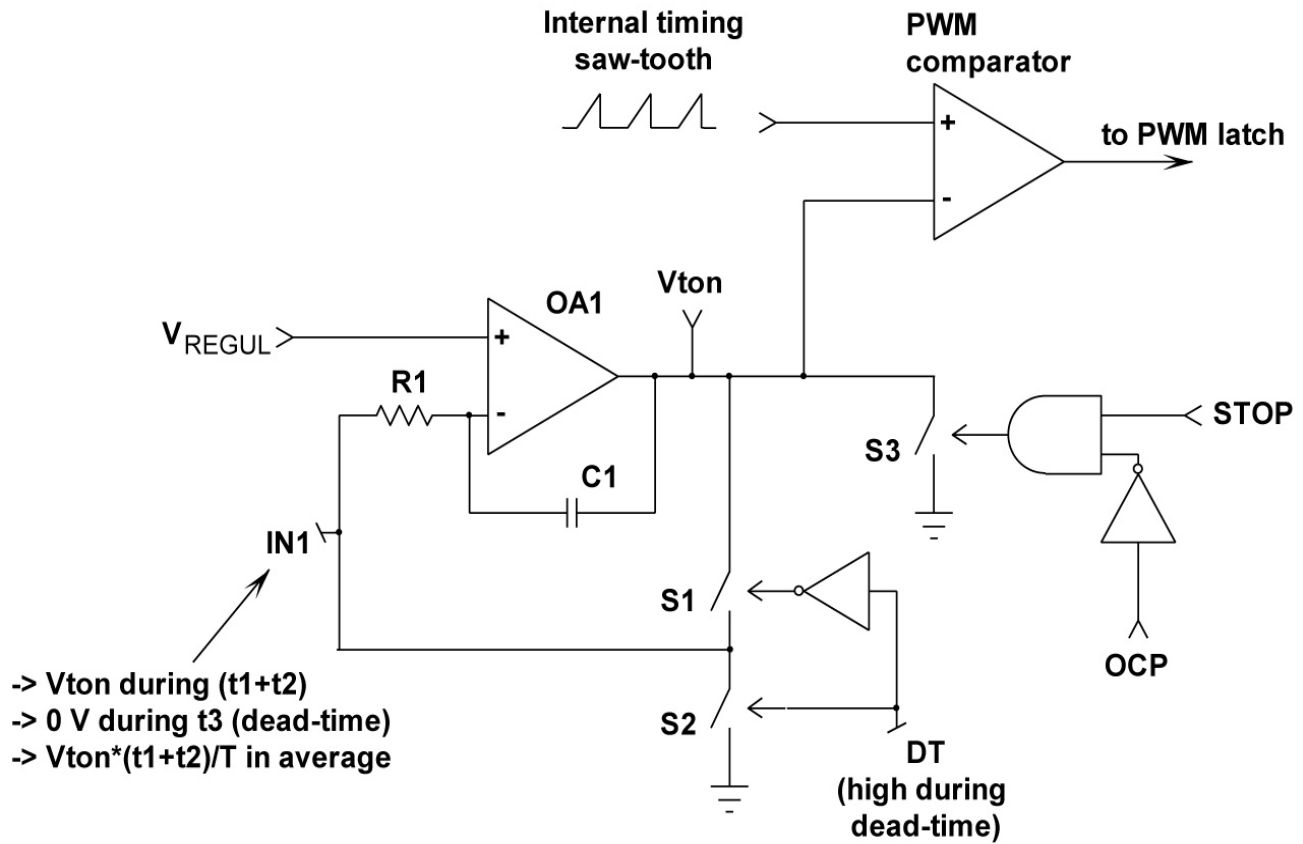 Internal timing
saw-tooth
PWM
comparator
+
-
to PWM latch
Vton
OA1
VREGUL
+
-
R1
C1
S3
STOP
IN1
S1
OCP
-> Vton during (t1+t2)
-> 0 V during t3 (dead-time)
-> Vton*(t1+t2)/T in average
S2
DT
(high during
dead-time)